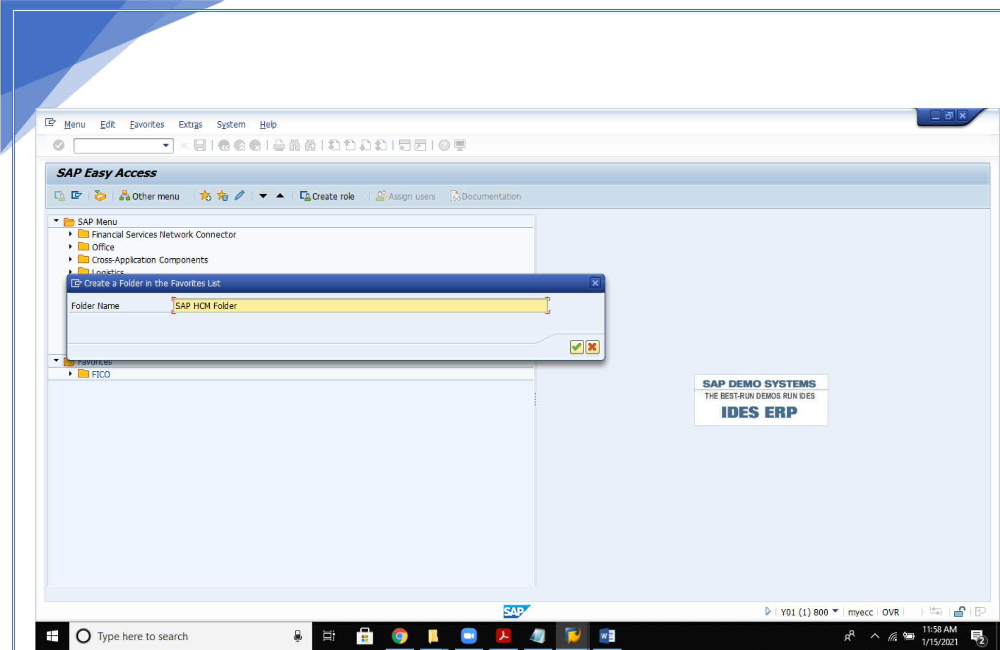 Menu Edit Favorites Extras System Help
SAP Easy Access
Other menu Create role Assign users Documentation
SAP Menu
Financial Services Network Connector
Office
Cross-Application Components
Logistics
Create a Folder in the Favorites List
Folder Name SAP HCM Folder
Favorites
FICO
SAP DEMO SYSTEMS
THE BEST-RUN DEMOS RUN IDES
IDES ERP
SAP
Y01 (1) 800 myecc OVR
Type here to search
11:58 AM
1/15/2021
2